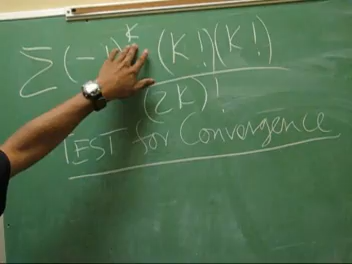 ∑ (-1)^k (k!)(k!)
(2k)!
TEST for Convergence